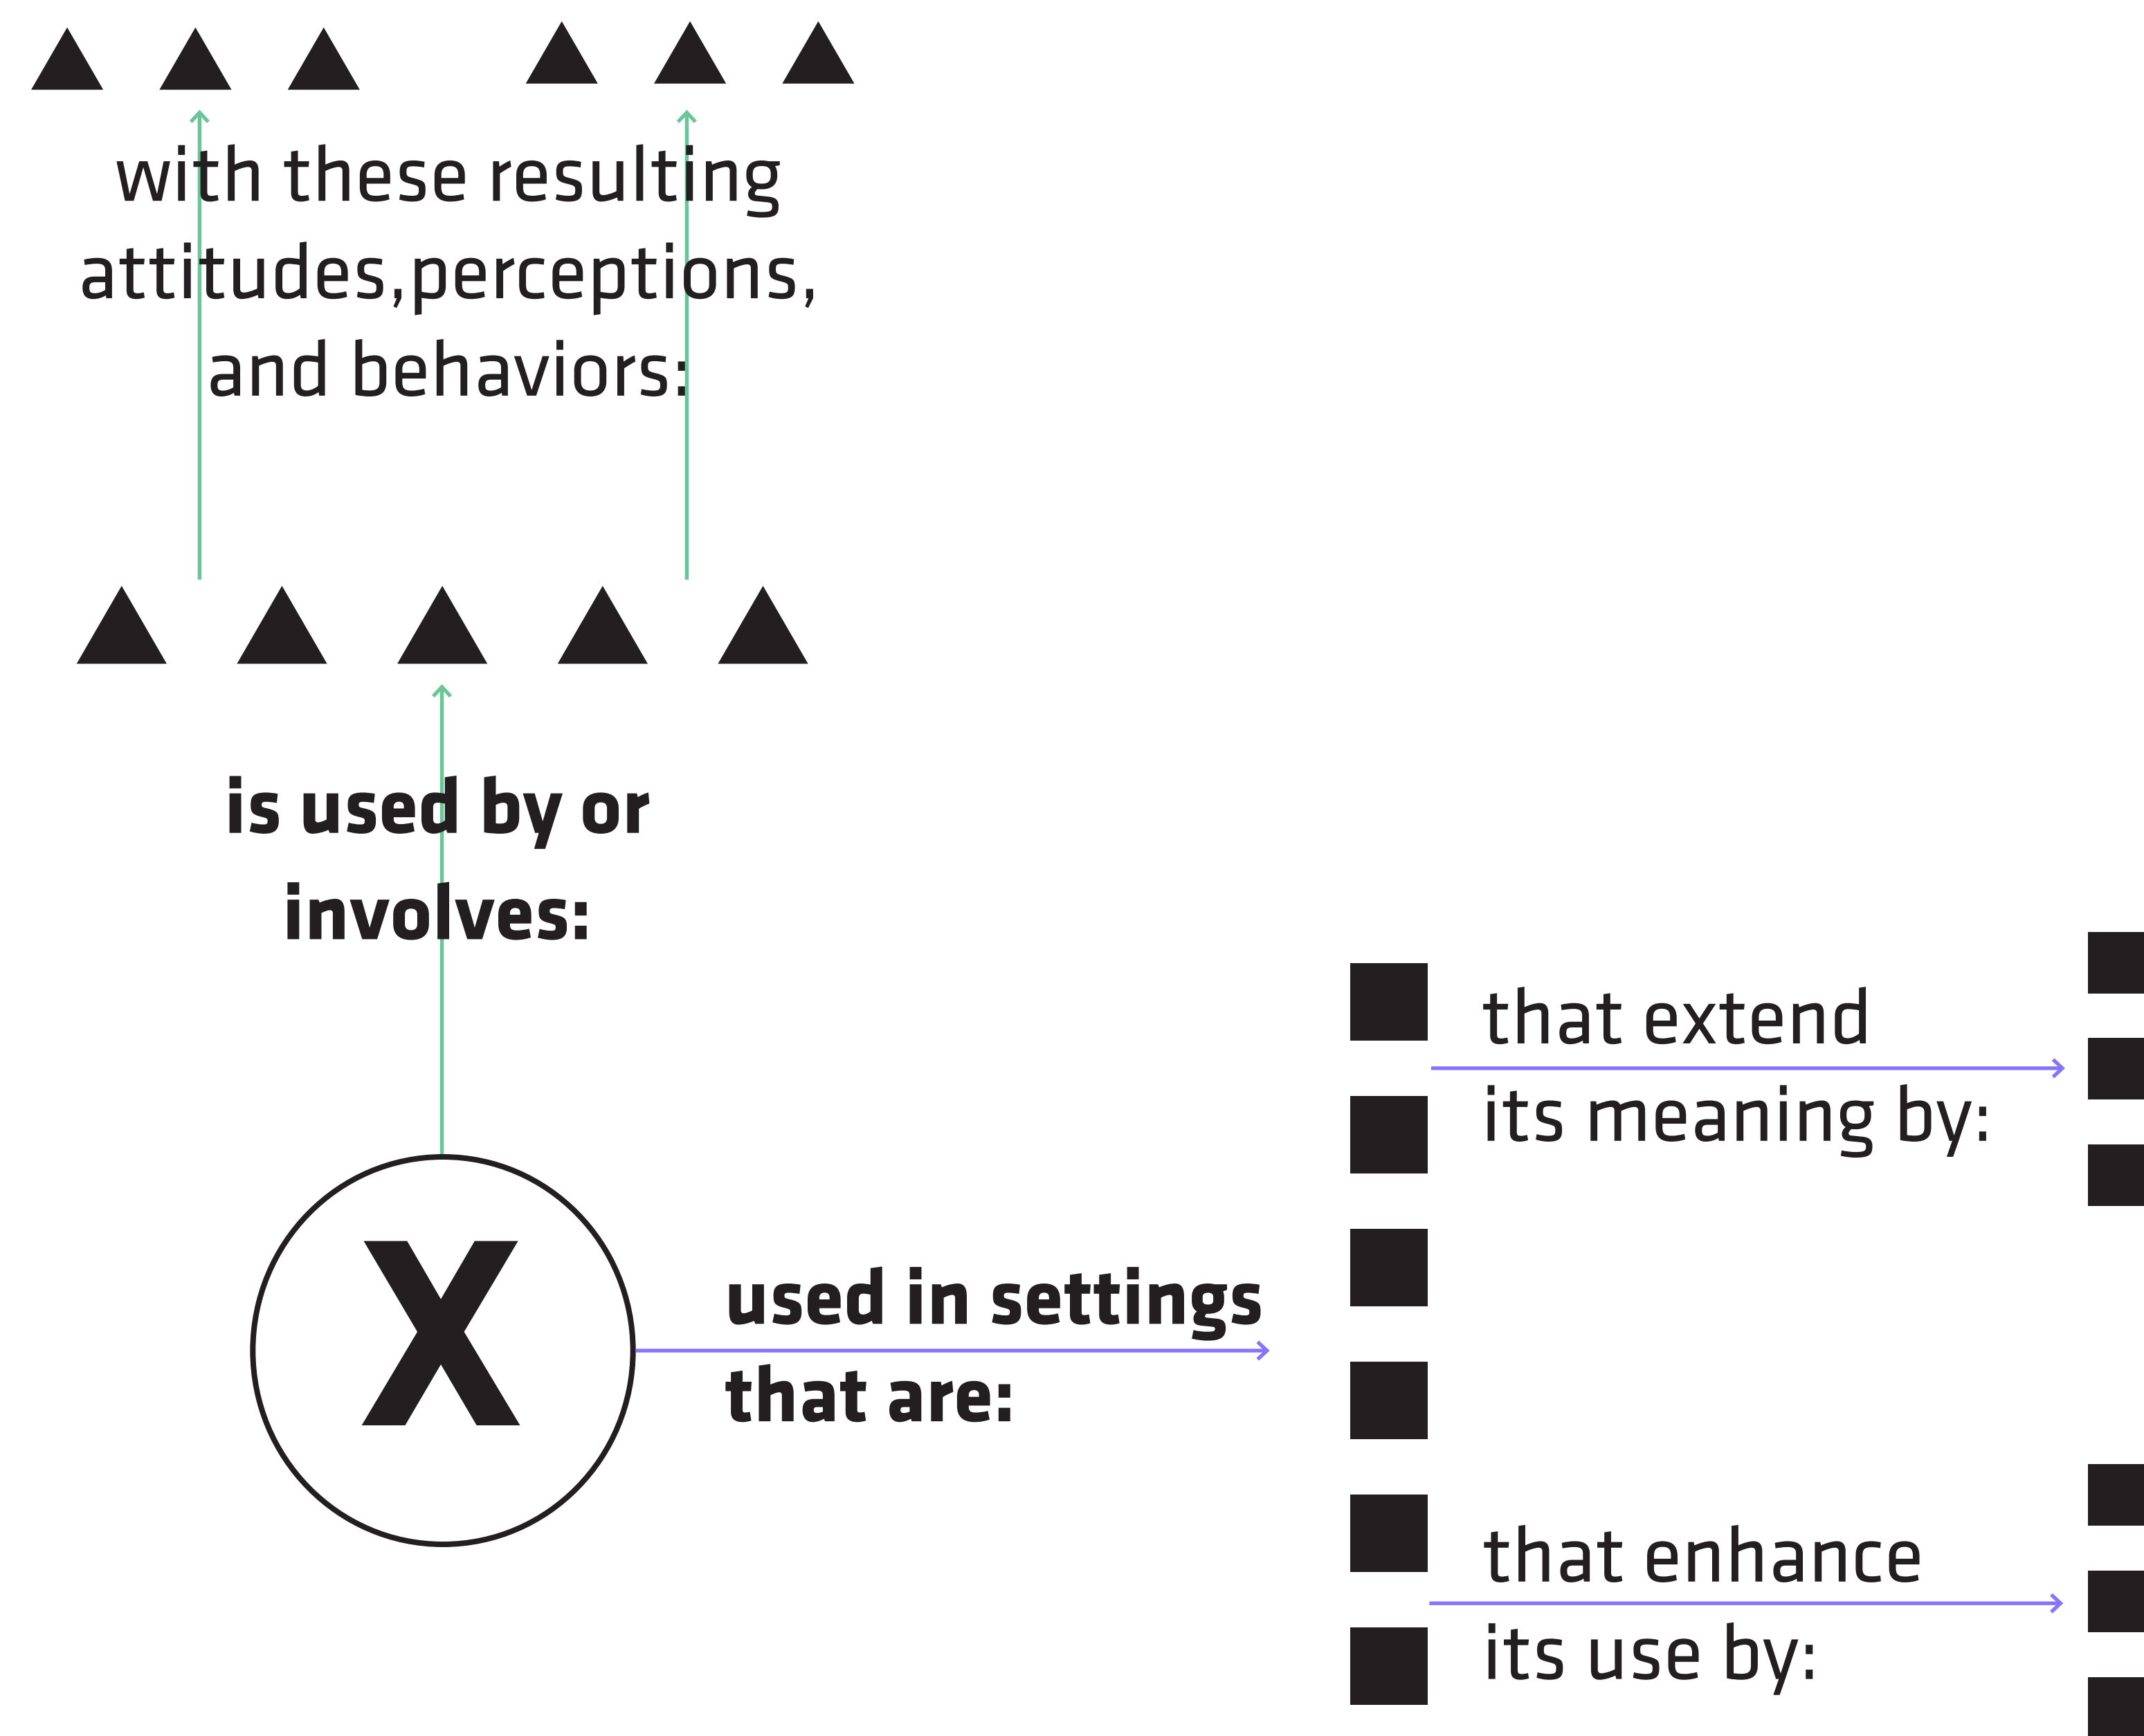 with these resulting
attitudes,perceptions,
and behaviors:
is used by or
involves:
that extend
its meaning by:
X
used in settings
that are:
that enhance
its use by: